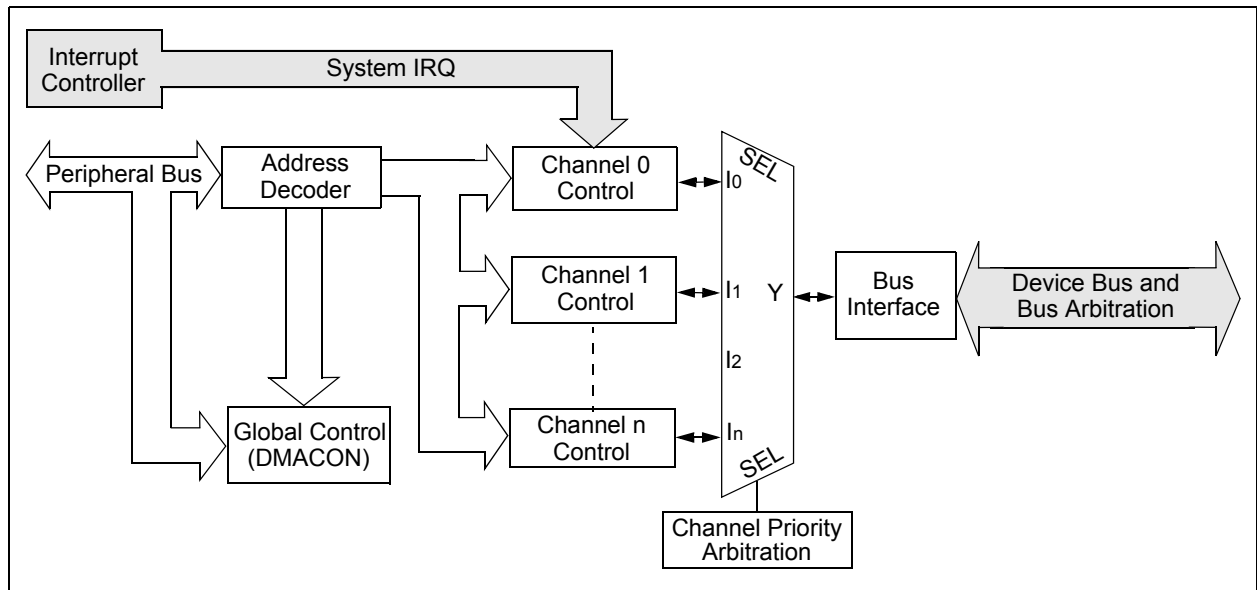 Interrupt
Controller
System IRQ
Peripheral Bus
Address
Decoder
Channel 0
Control
Channel 1
Control
Channel n
Control
Global Control
(DMACON)
SEL
I0
I1
Y
I2
In
SEL
Channel Priority
Arbitration
Bus
Interface
Device Bus and
Bus Arbitration